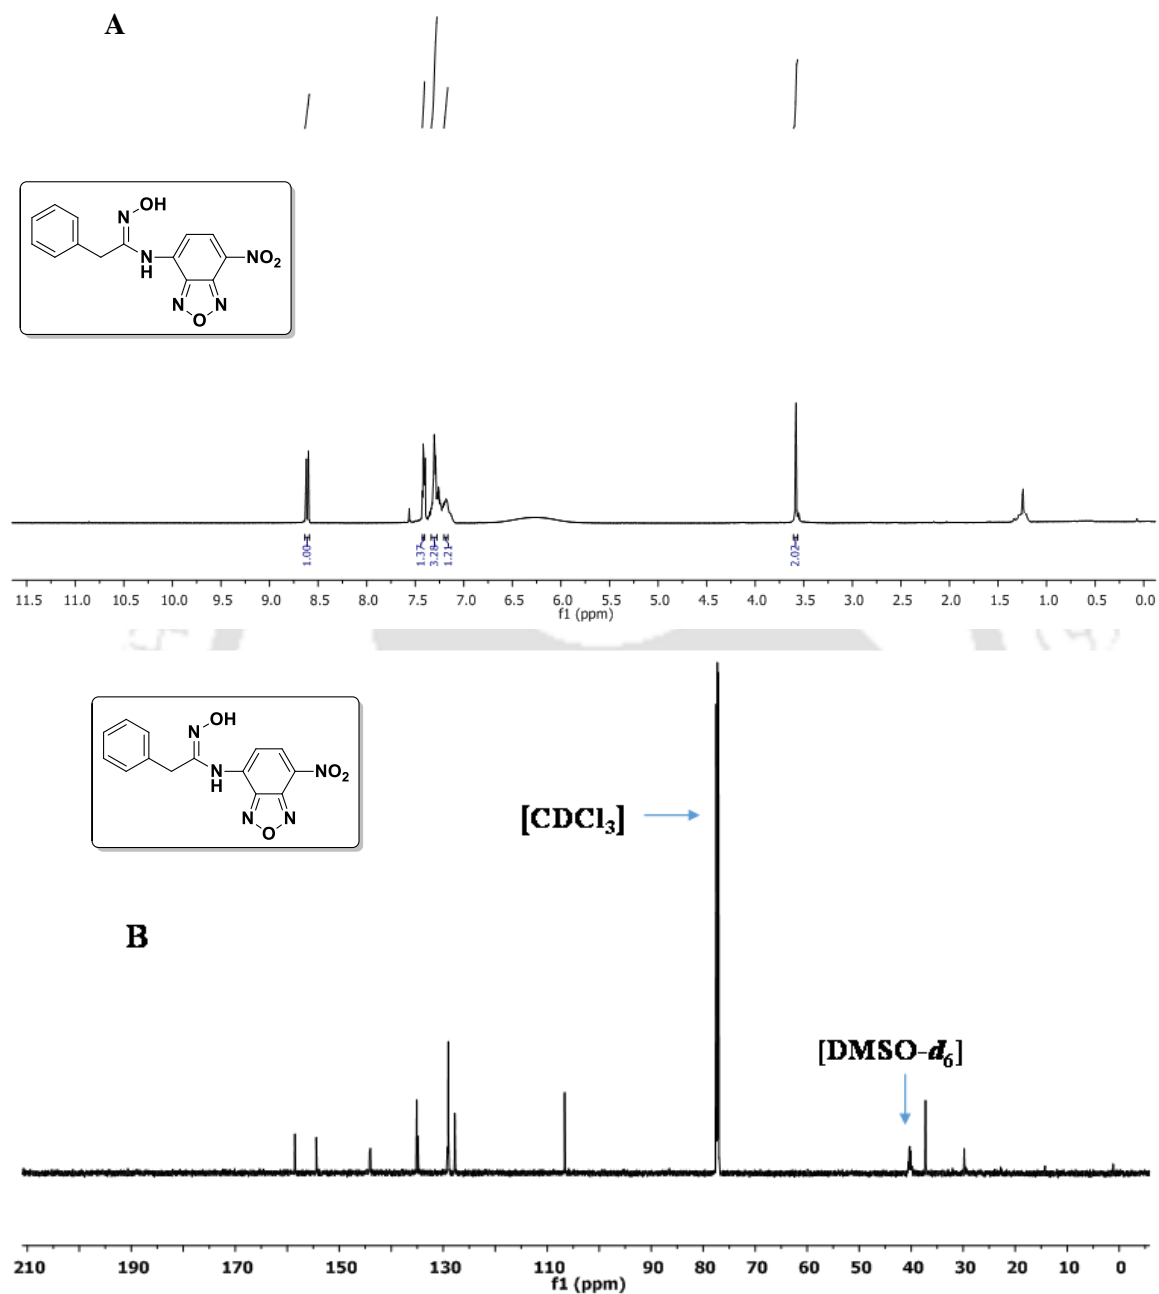 A
N OH
N H
NO2
N O N
1.00
1.37
3.28
1.21
2.02
11.5 11.0 10.5 10.0 9.5 9.0 8.5 8.0 7.5 7.0 6.5 6.0 5.5 5.0 4.5 4.0 3.5 3.0 2.5 2.0 1.5 1.0 0.5 0.0
f1 (ppm)
N OH
N H
NO2
N O N
[CDCl3]
B
[DMSO-d6]
210 190 170 150 130 110 90 80 70 60 50 40 30 20 10 0
f1 (ppm)